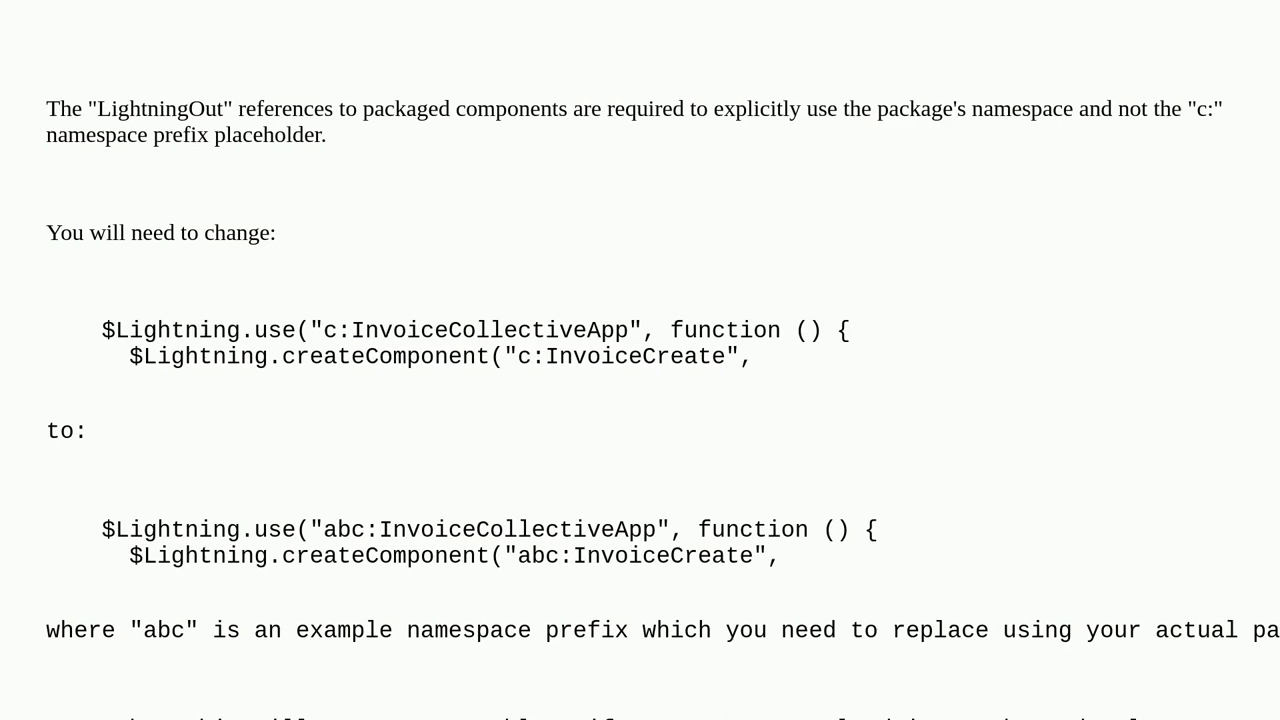 The "LightningOut" references to packaged components are required to explicitly use the package's namespace and not the "c:"
namespace prefix placeholder.
You will need to change:
$Lightning.use("c:InvoiceCollectiveApp", function () {
$Lightning.createComponent("c:InvoiceCreate",
to:
$Lightning.use("abc:InvoiceCollectiveApp", function () {
$Lightning.createComponent("abc:InvoiceCreate",
where "abc" is an example namespace prefix which you need to replace using your actual pa